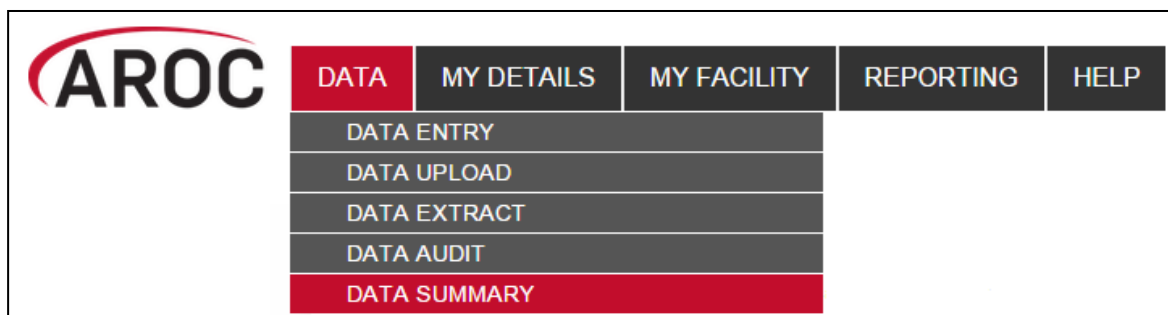 AROC DATA MY DETAILS MY FACILITY REPORTING HELP
DATA ENTRY
DATA UPLOAD
DATA EXTRACT
DATA AUDIT
DATA SUMMARY